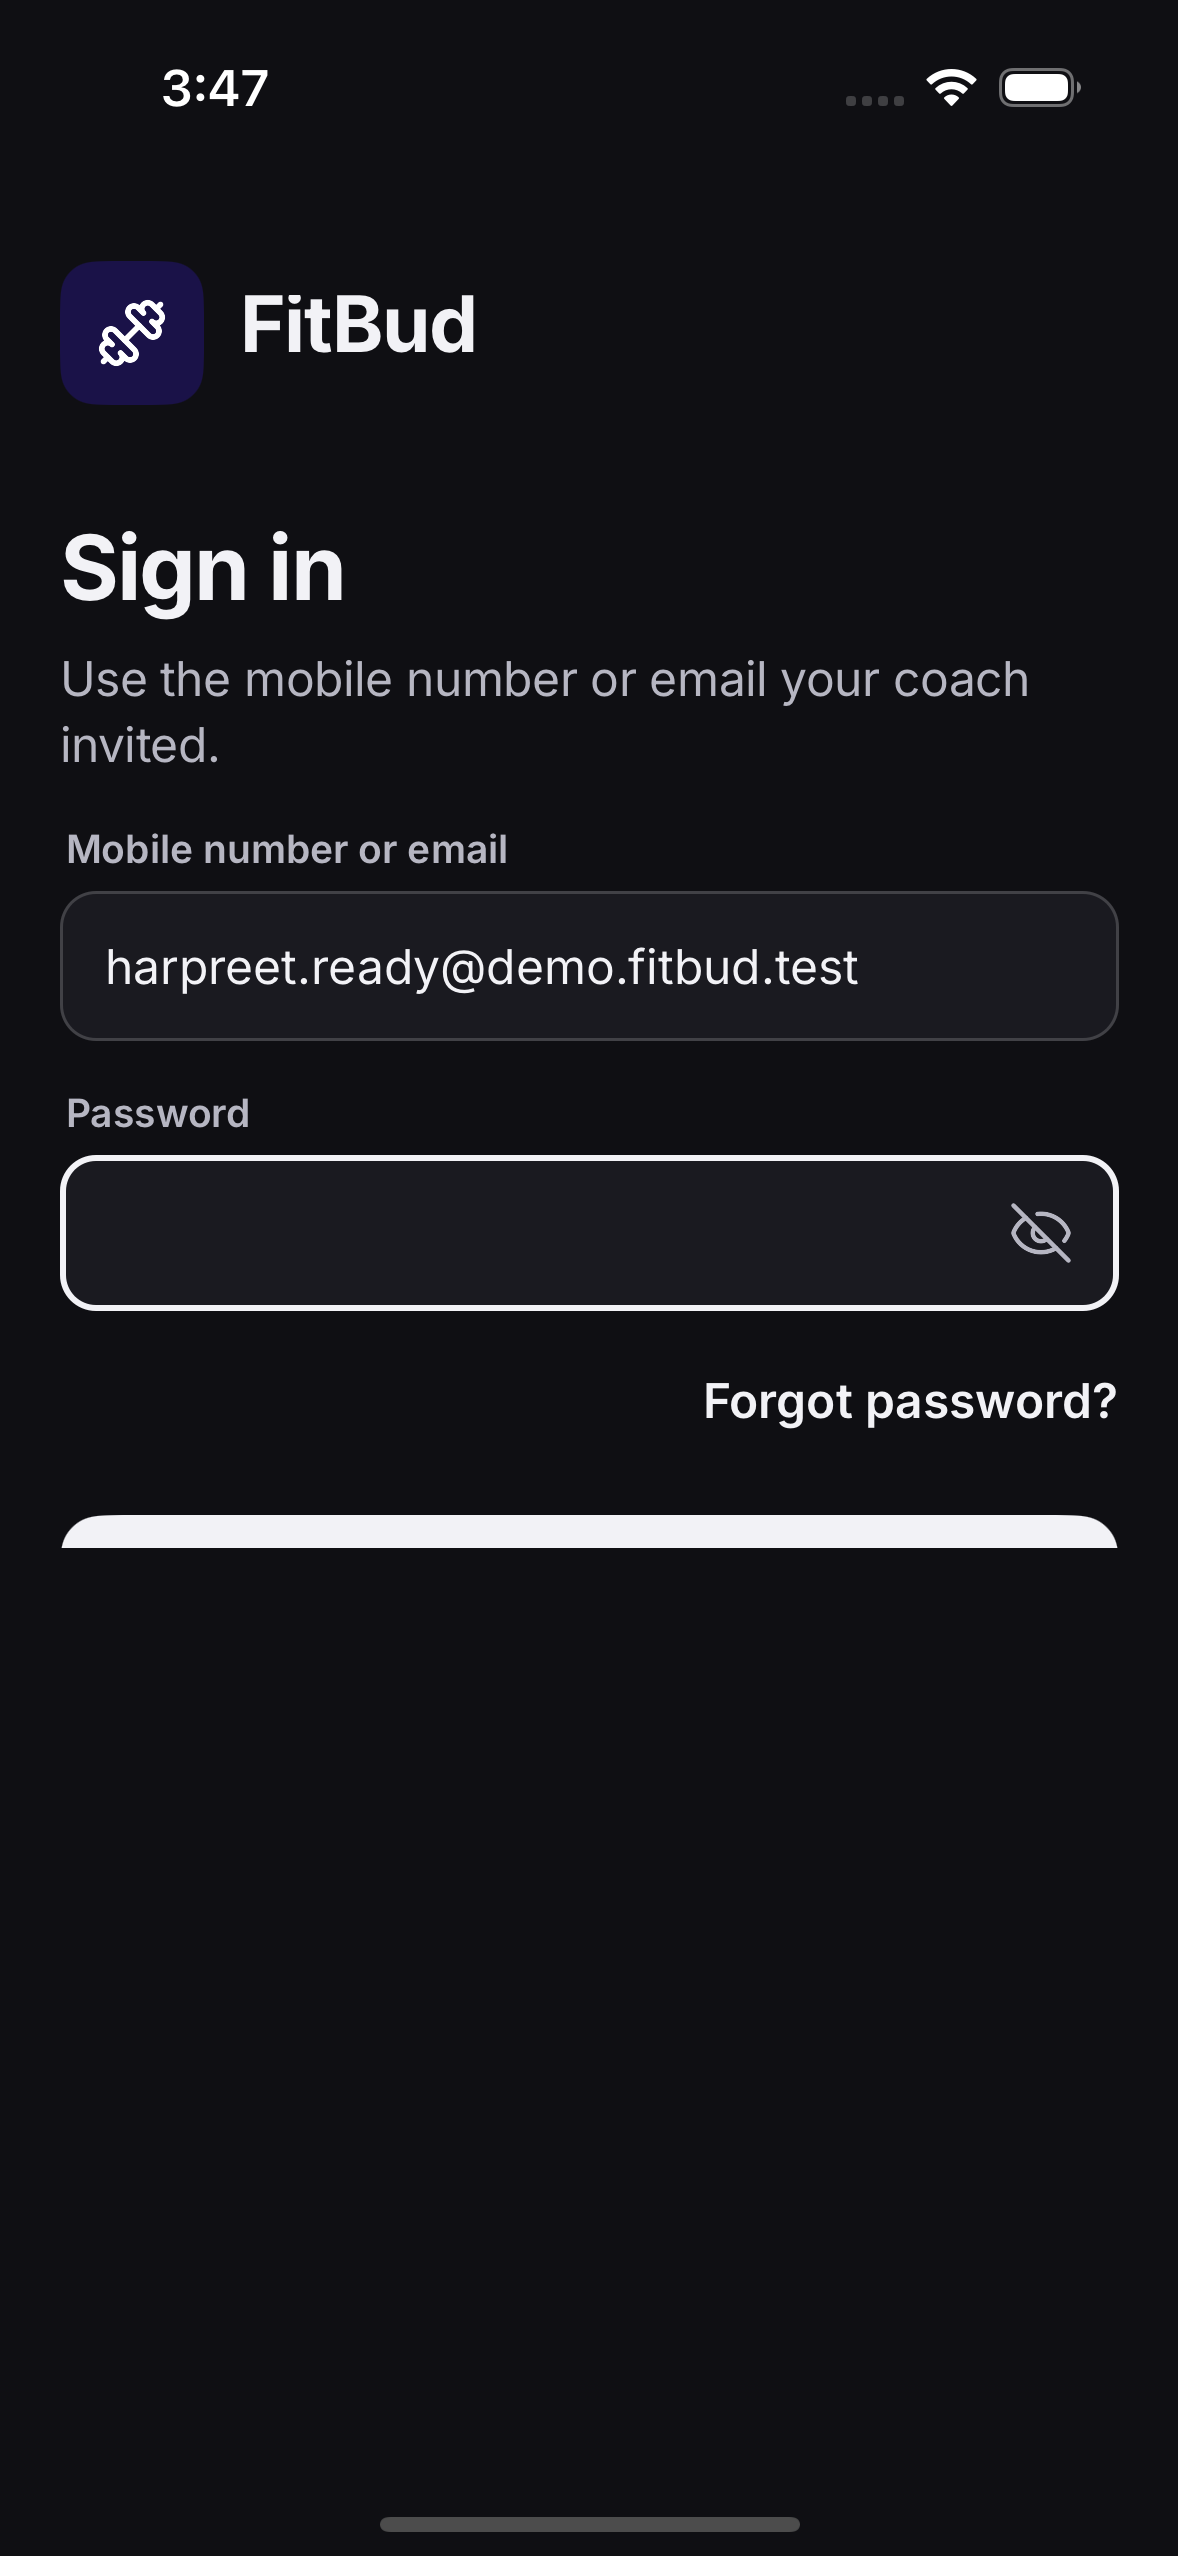 3:47
FitBud
Sign in
Use the mobile number or email your coach
invited.
Mobile number or email
harpreet.ready@demo.fitbud.test
Password
Forgot password?